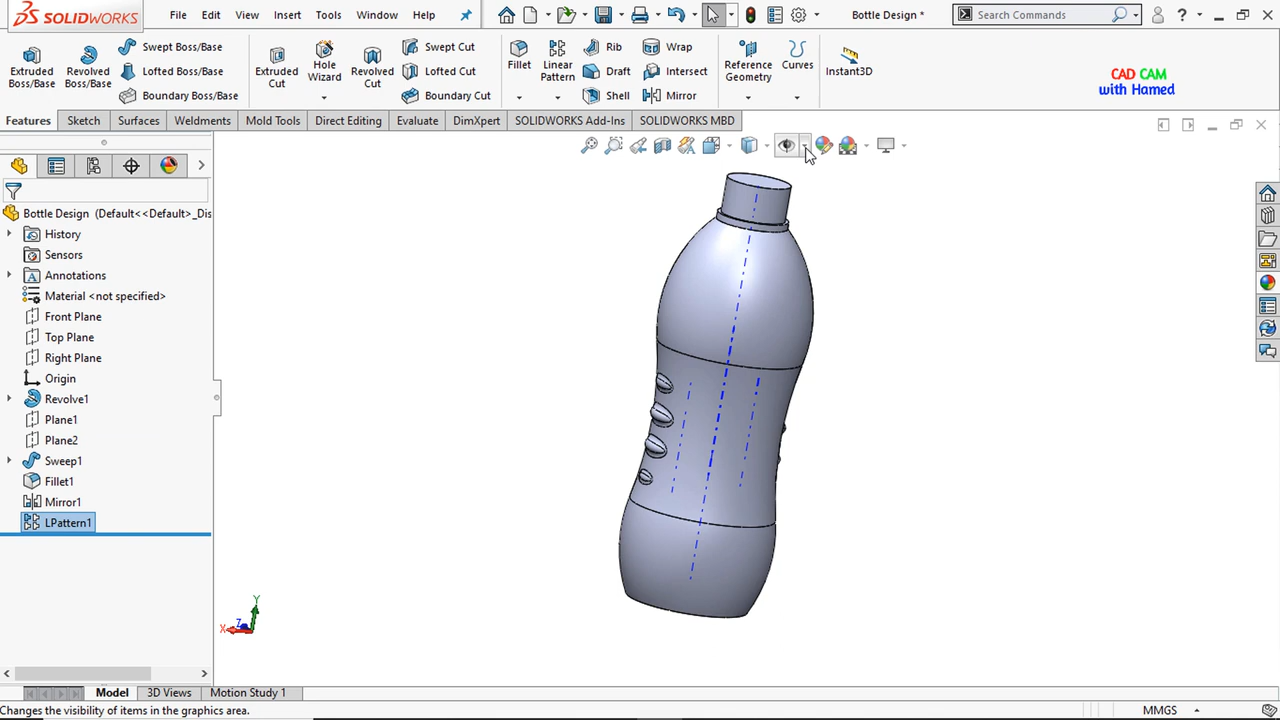 SOLIDWORKS
File
Edit
View
Insert
Tools
Window
Help
Bottle Design *
Search Commands
?
Extruded Boss/Base
Revolved Boss/Base
Swept Boss/Base
Lofted Boss/Base
Boundary Boss/Base
Extruded Cut
Hole Wizard
Revolved Cut
Swept Cut
Lofted Cut
Boundary Cut
Fillet
Linear Pattern
Rib
Draft
Shell
Wrap
Intersect
Mirror
Reference Geometry
Curves
Instant3D
CAD CAM
with Hamed
Features
Sketch
Surfaces
Weldments
Mold Tools
Direct Editing
Evaluate
DimXpert
SOLIDWORKS Add-Ins
SOLIDWORKS MBD
Bottle Design (Default<<Default>_Dis
History
Sensors
Annotations
Material <not specified>
Front Plane
Top Plane
Right Plane
Origin
Revolve1
Plane1
Plane2
Sweep1
Fillet1
Mirror1
LPattern1
Y
X
Z
Model
3D Views
Motion Study 1
Changes the visibility of items in the graphics area.
MMGS